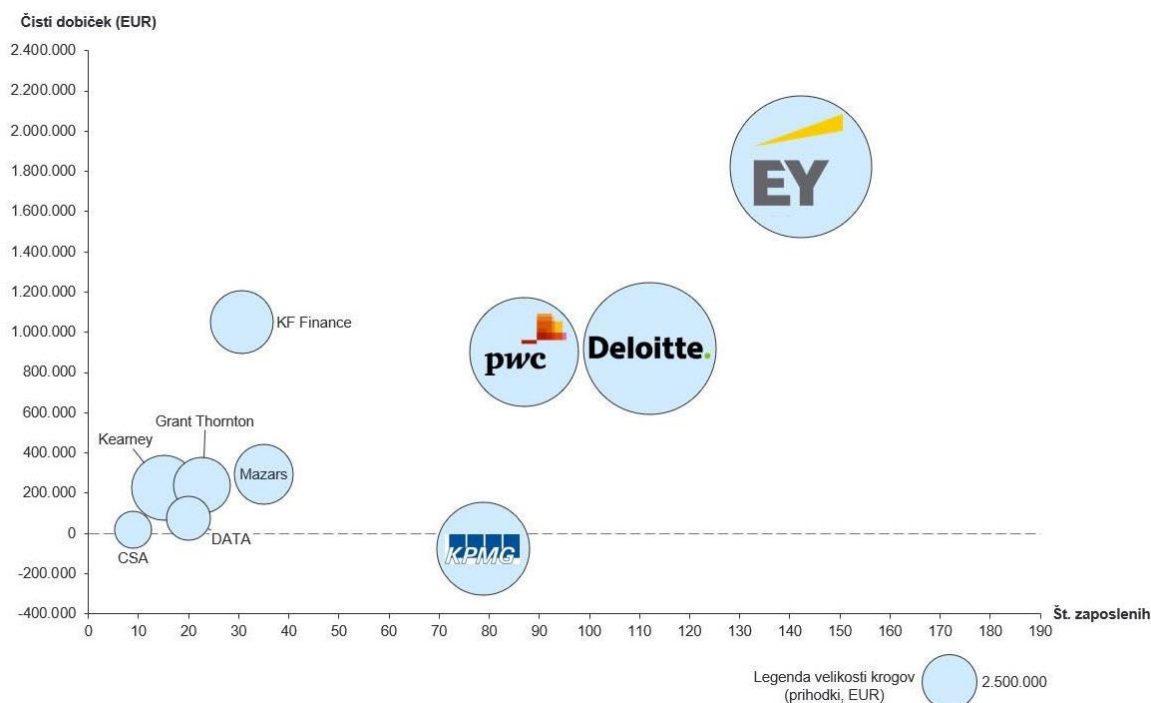 Čisti dobiček (EUR)
2.400.000
2.200.000
2.000.000
1.800.000
1.600.000
1.400.000
1.200.000
1.000.000
800.000
600.000
400.000
200.000
0
-200.000
-400.000
EY
KF Finance
pwc
Deloitte.
Grant Thornton
Kearney
Mazars
DATA
CSA
KPMG
0 10 20 30 40 50 60 70 80 90 100 110 120 130 140 150 160 170 180 190
Št. zaposlenih
Legenda velikosti krogov
(prihodki, EUR)
2.500.000